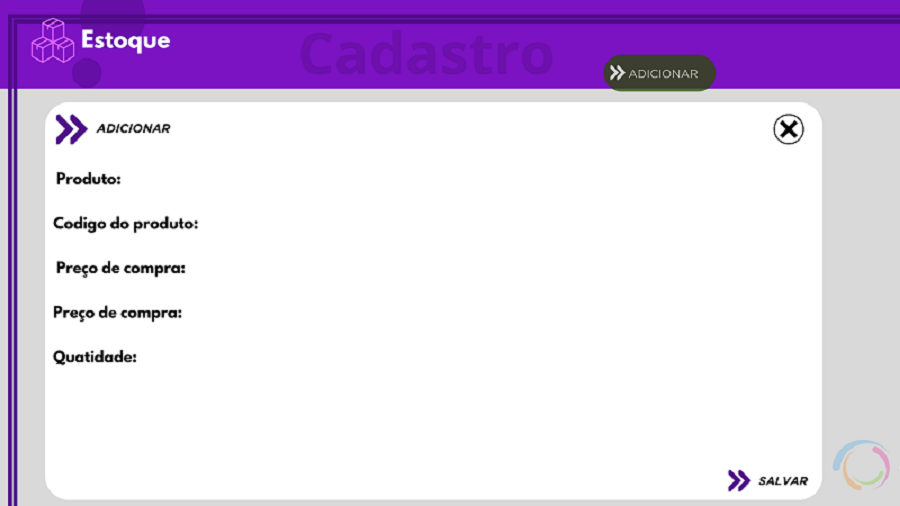 Estoque
Cadastro
ADICIONAR
ADICIONAR
Produto:
Codigo do produto:
Preço de compra:
Preço de compra:
Quatidade:
SALVAR